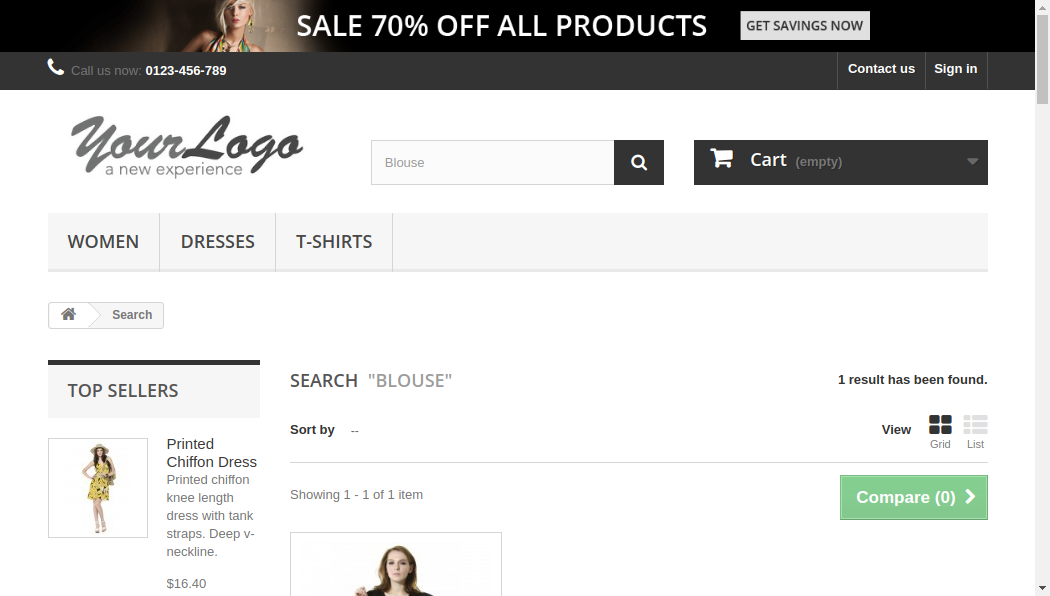 SALE 70% OFF ALL PRODUCTS GET SAVINGS NOW
Call us now: 0123-456-789 Contact us Sign in
YourLogo
a new experience
Blouse
Cart (empty)
WOMEN DRESSES T-SHIRTS
Search
TOP SELLERS
Printed
Chiffon Dress
Printed chiffon
knee length
dress with tank
straps. Deep v-
neckline.
$16.40
SEARCH "BLOUSE" 1 result has been found.
Sort by -- View Grid List
Showing 1 - 1 of 1 item Compare (0)